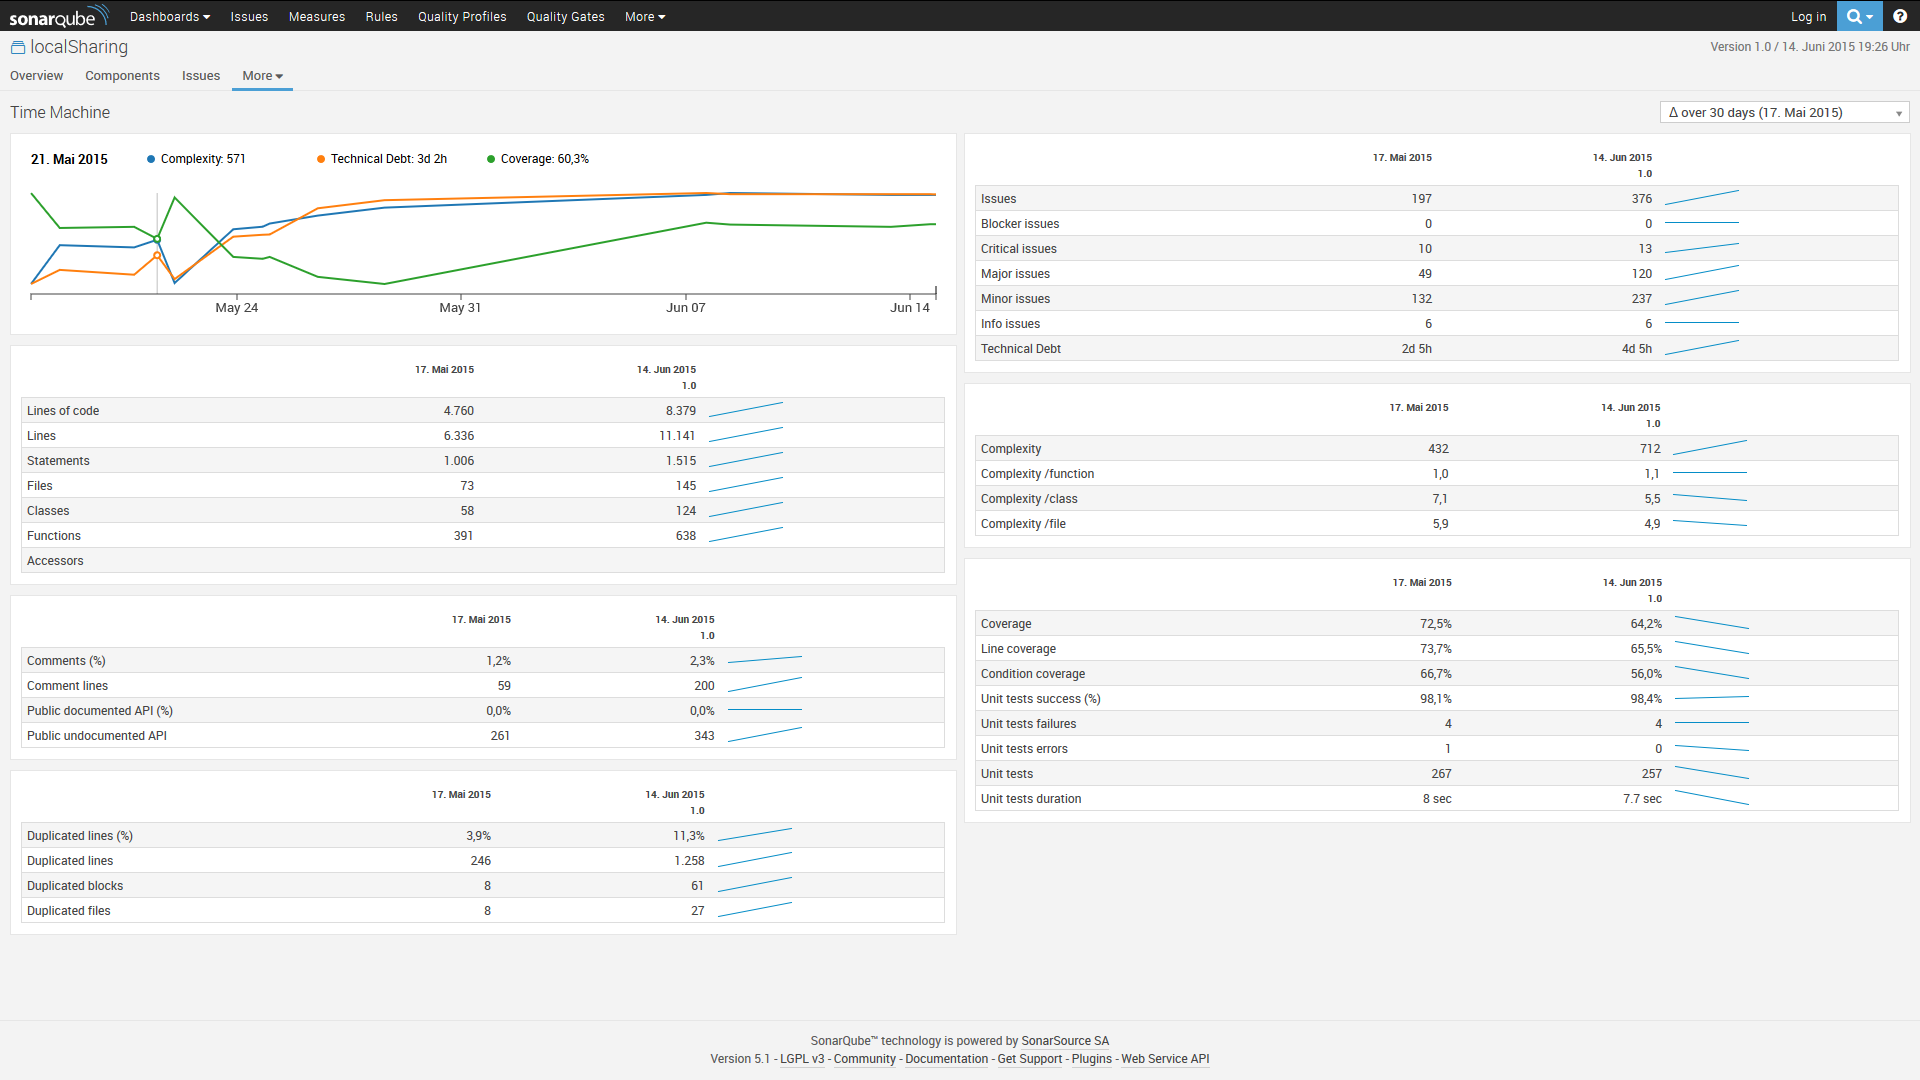 sonarqube Dashboards Issues Measures Rules Quality Profiles Quality Gates More Log in
localSharing Version 1.0 / 14. Juni 2015 19:26 Uhr
Overview Components Issues More
Time Machine Δ over 30 days (17. Mai 2015)
21. Mai 2015 Complexity: 571 Technical Debt: 3d 2h Coverage: 60,3%
May 24 May 31 Jun 07 Jun 14
17. Mai 2015 14. Jun 2015
1.0
Lines of code 4.760 8.379
Lines 6.336 11.141
Statements 1.006 1.515
Files 73 145
Classes 58 124
Functions 391 638
Accessors
17. Mai 2015 14. Jun 2015
1.0
Comments (%) 1,2% 2,3%
Comment lines 59 200
Public documented API (%) 0,0% 0,0%
Public undocumented API 261 343
17. Mai 2015 14. Jun 2015
1.0
Duplicated lines (%) 3,9% 11,3%
Duplicated lines 246 1.258
Duplicated blocks 8 61
Duplicated files 8 27
17. Mai 2015 14. Jun 2015
1.0
Issues 197 376
Blocker issues 0 0
Critical issues 10 13
Major issues 49 120
Minor issues 132 237
Info issues 6 6
Technical Debt 2d 5h 4d 5h
17. Mai 2015 14. Jun 2015
1.0
Complexity 432 712
Complexity /function 1,0 1,1
Complexity /class 7,1 5,5
Complexity /file 5,9 4,9
17. Mai 2015 14. Jun 2015
1.0
Coverage 72,5% 64,2%
Line coverage 73,7% 65,5%
Condition coverage 66,7% 56,0%
Unit tests success (%) 98,1% 98,4%
Unit tests failures 4 4
Unit tests errors 1 0
Unit tests 267 257
Unit tests duration 8 sec 7.7 sec
SonarQube™ technology is powered by SonarSource SA
Version 5.1 - LGPL v3 - Community - Documentation - Get Support - Plugins - Web Service API